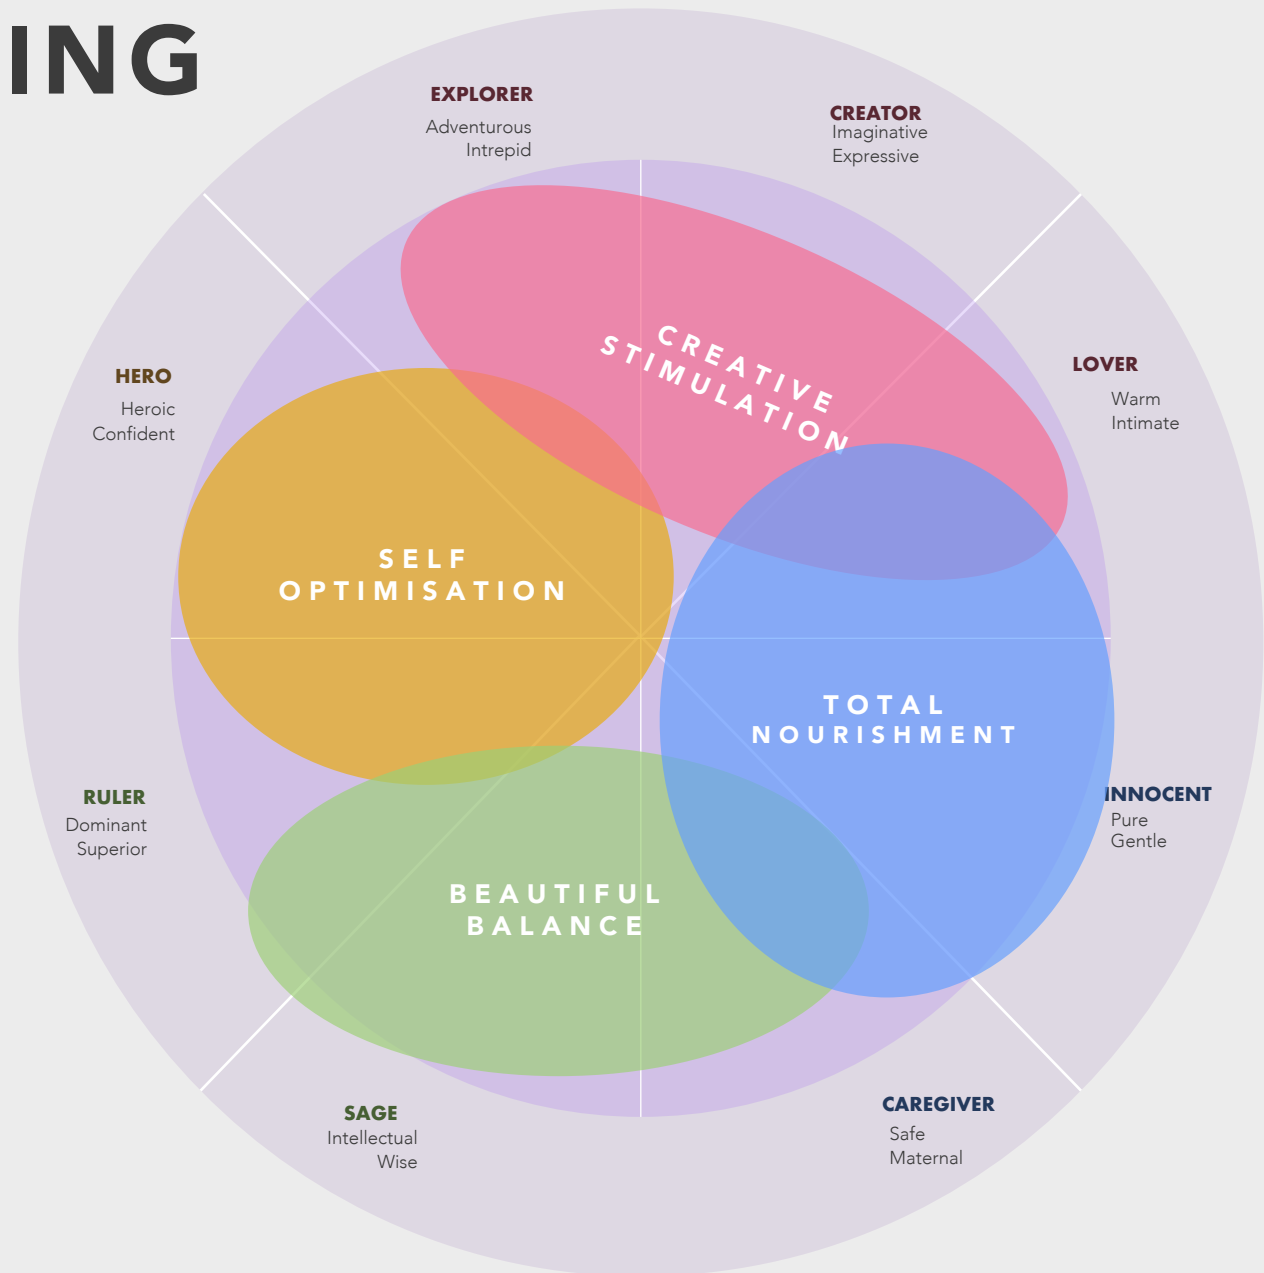 ING
EXPLORER
Adventurous
Intrepid
CREATOR
Imaginative
Expressive
HERO
Heroic
Confident
LOVER
Warm
Intimate
CREATIVE
STIMULATION
SELF
OPTIMISATION
TOTAL
NOURISHMENT
RULER
Dominant
Superior
INNOCENT
Pure
Gentle
BEAUTIFUL
BALANCE
SAGE
Intellectual
Wise
CAREGIVER
Safe
Maternal